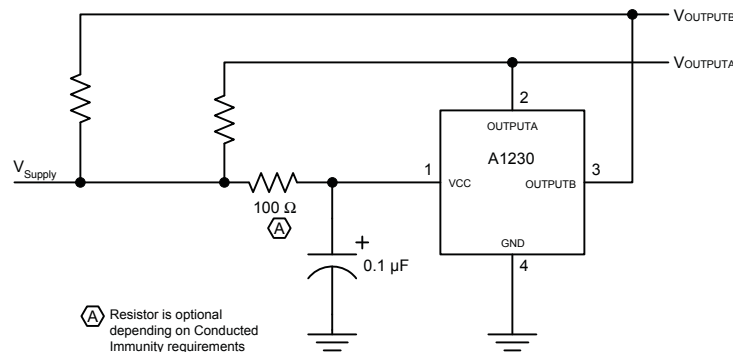 VOUTPUTB
VOUTPUTA
2
OUTPUTA
A1230
VSupply
1
VCC
OUTPUTB
3
100 Ω
A
GND
4
+
0.1 µF
A Resistor is optional
depending on Conducted
Immunity requirements